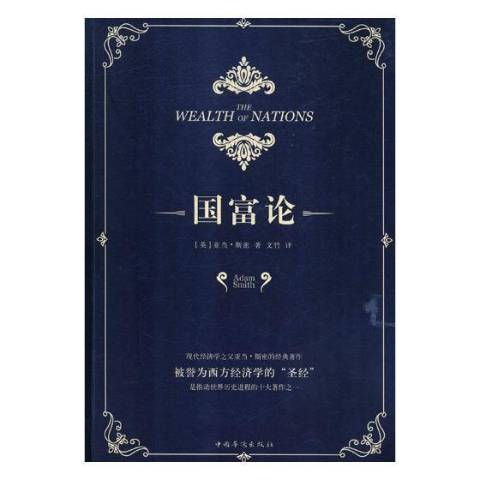 THE
WEALTH OF NATIONS
国富论
[英]亚当·斯密 著 文竹 译
Adam
Smith
现代经济学之父亚当·斯密的经典著作
被誉为西方经济学的“圣经”
是推动世界历史进程的十大著作之一
中国华侨出版社